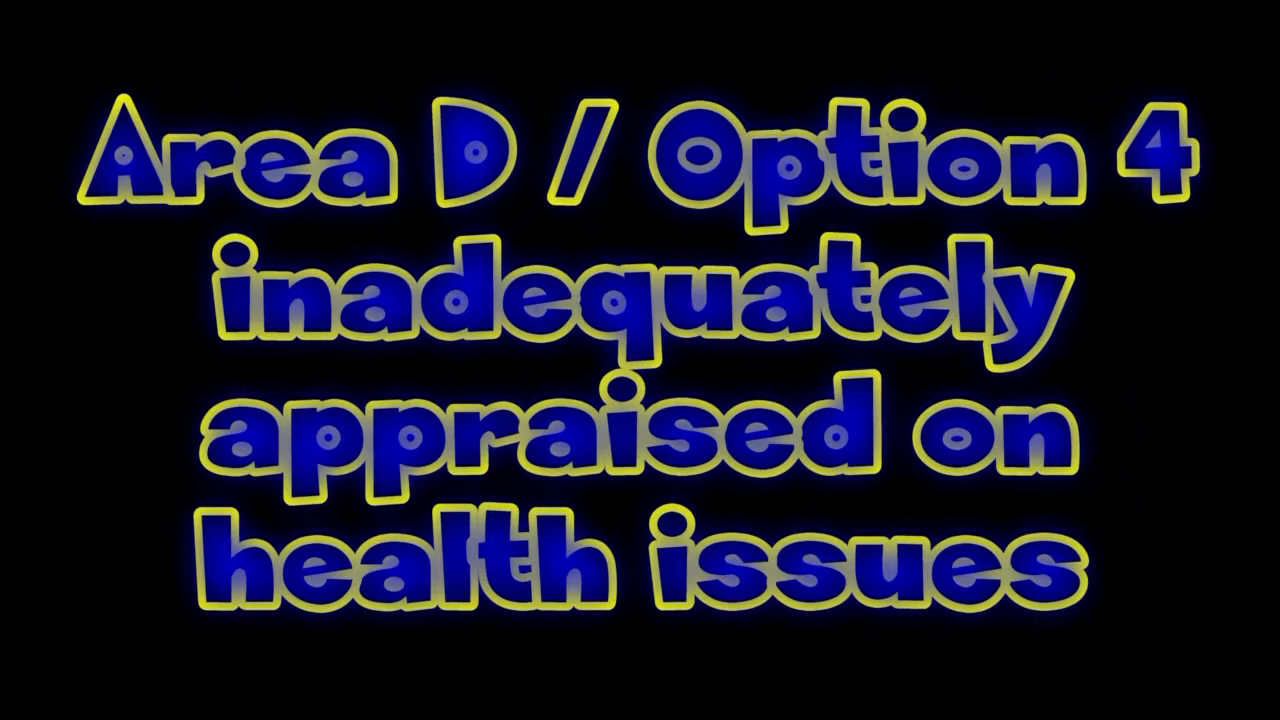 Area D / Option 4
inadequately
appraised on
health issues